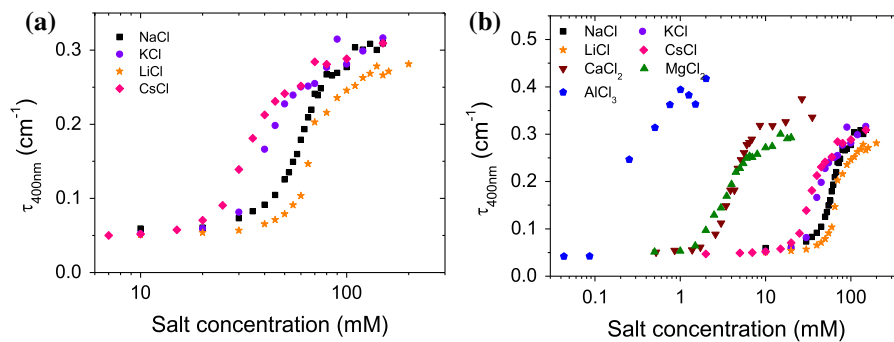 (a)
0.3
0.2
0.1
0.0
τ400nm (cm-1)
NaCl
KCl
LiCl
CsCl
10
100
Salt concentration (mM)
(b)
0.5
0.4
0.3
0.2
0.1
0.0
τ400nm (cm-1)
NaCl KCl
LiCl CsCl
CaCl2 MgCl2
AlCl3
0.1
1
10
100
Salt concentration (mM)